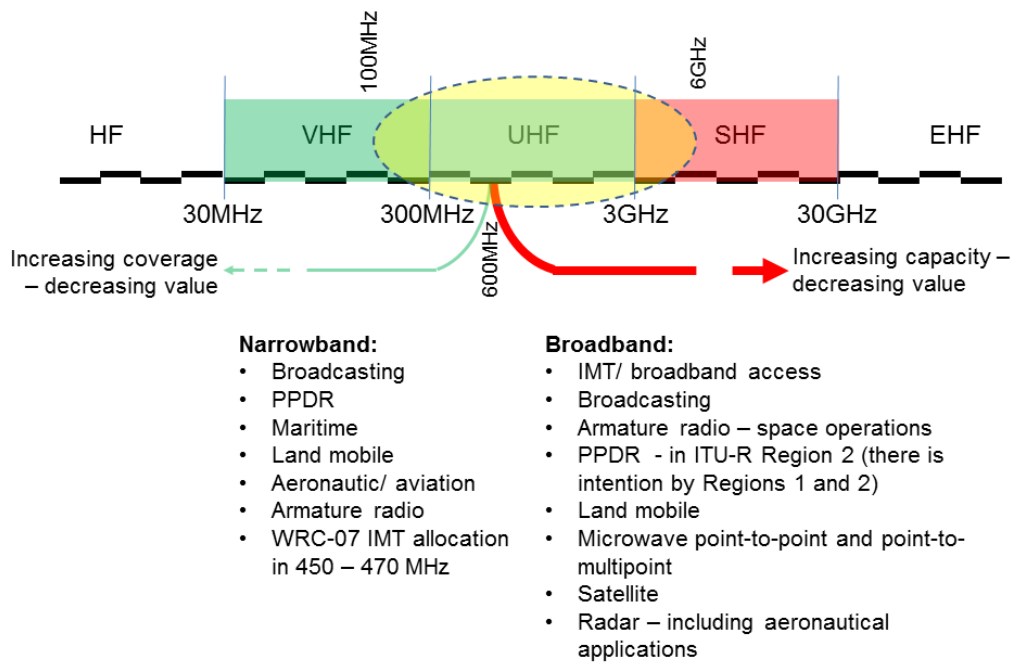 100MHz
6GHz
HF
VHF
UHF
SHF
EHF
30MHz
300MHz
3GHz
30GHz
600MHz
Increasing coverage
– decreasing value
Increasing capacity –
decreasing value
Narrowband:
• Broadcasting
• PPDR
• Maritime
• Land mobile
• Aeronautic/ aviation
• Armature radio
• WRC-07 IMT allocation
in 450 – 470 MHz
Broadband:
• IMT/ broadband access
• Broadcasting
• Armature radio – space operations
• PPDR - in ITU-R Region 2 (there is
intention by Regions 1 and 2)
• Land mobile
• Microwave point-to-point and point-to-
multipoint
• Satellite
• Radar – including aeronautical
applications